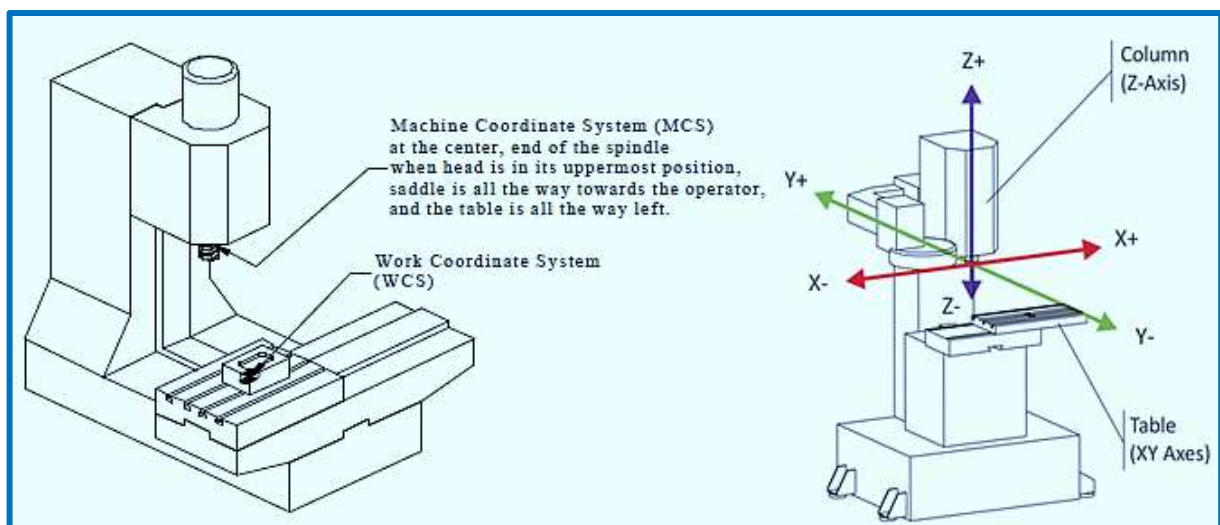 Machine Coordinate System (MCS)
at the center, end of the spindle
when head is in its uppermost position,
saddle is all the way towards the operator,
and the table is all the way left.
Work Coordinate System
(WCS)
Z+
Column
(Z-Axis)
Y+
X+
X-
Z-
Y-
Table
(XY Axes)